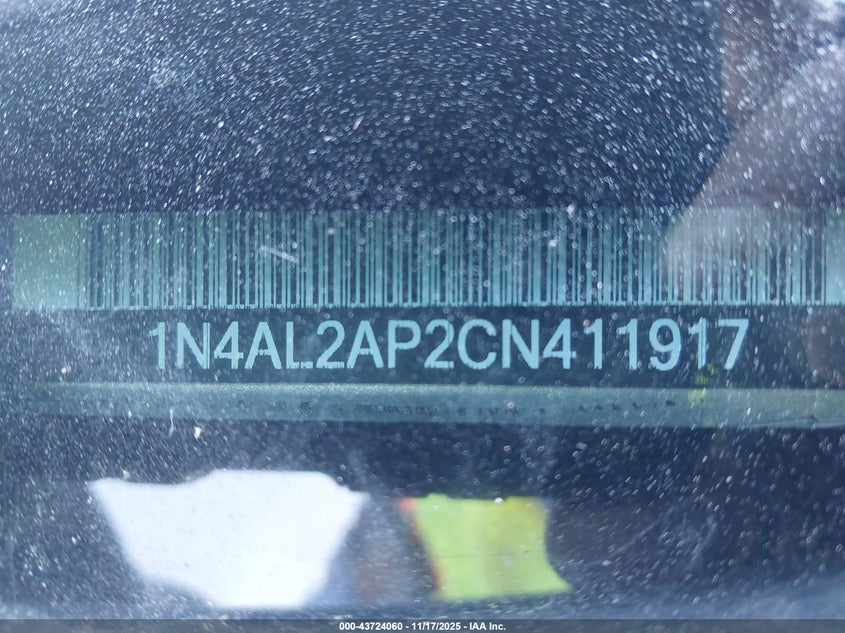 1N4AL2AP2CN411917
000-43724060 - 11/17/2025 - IAA Inc.